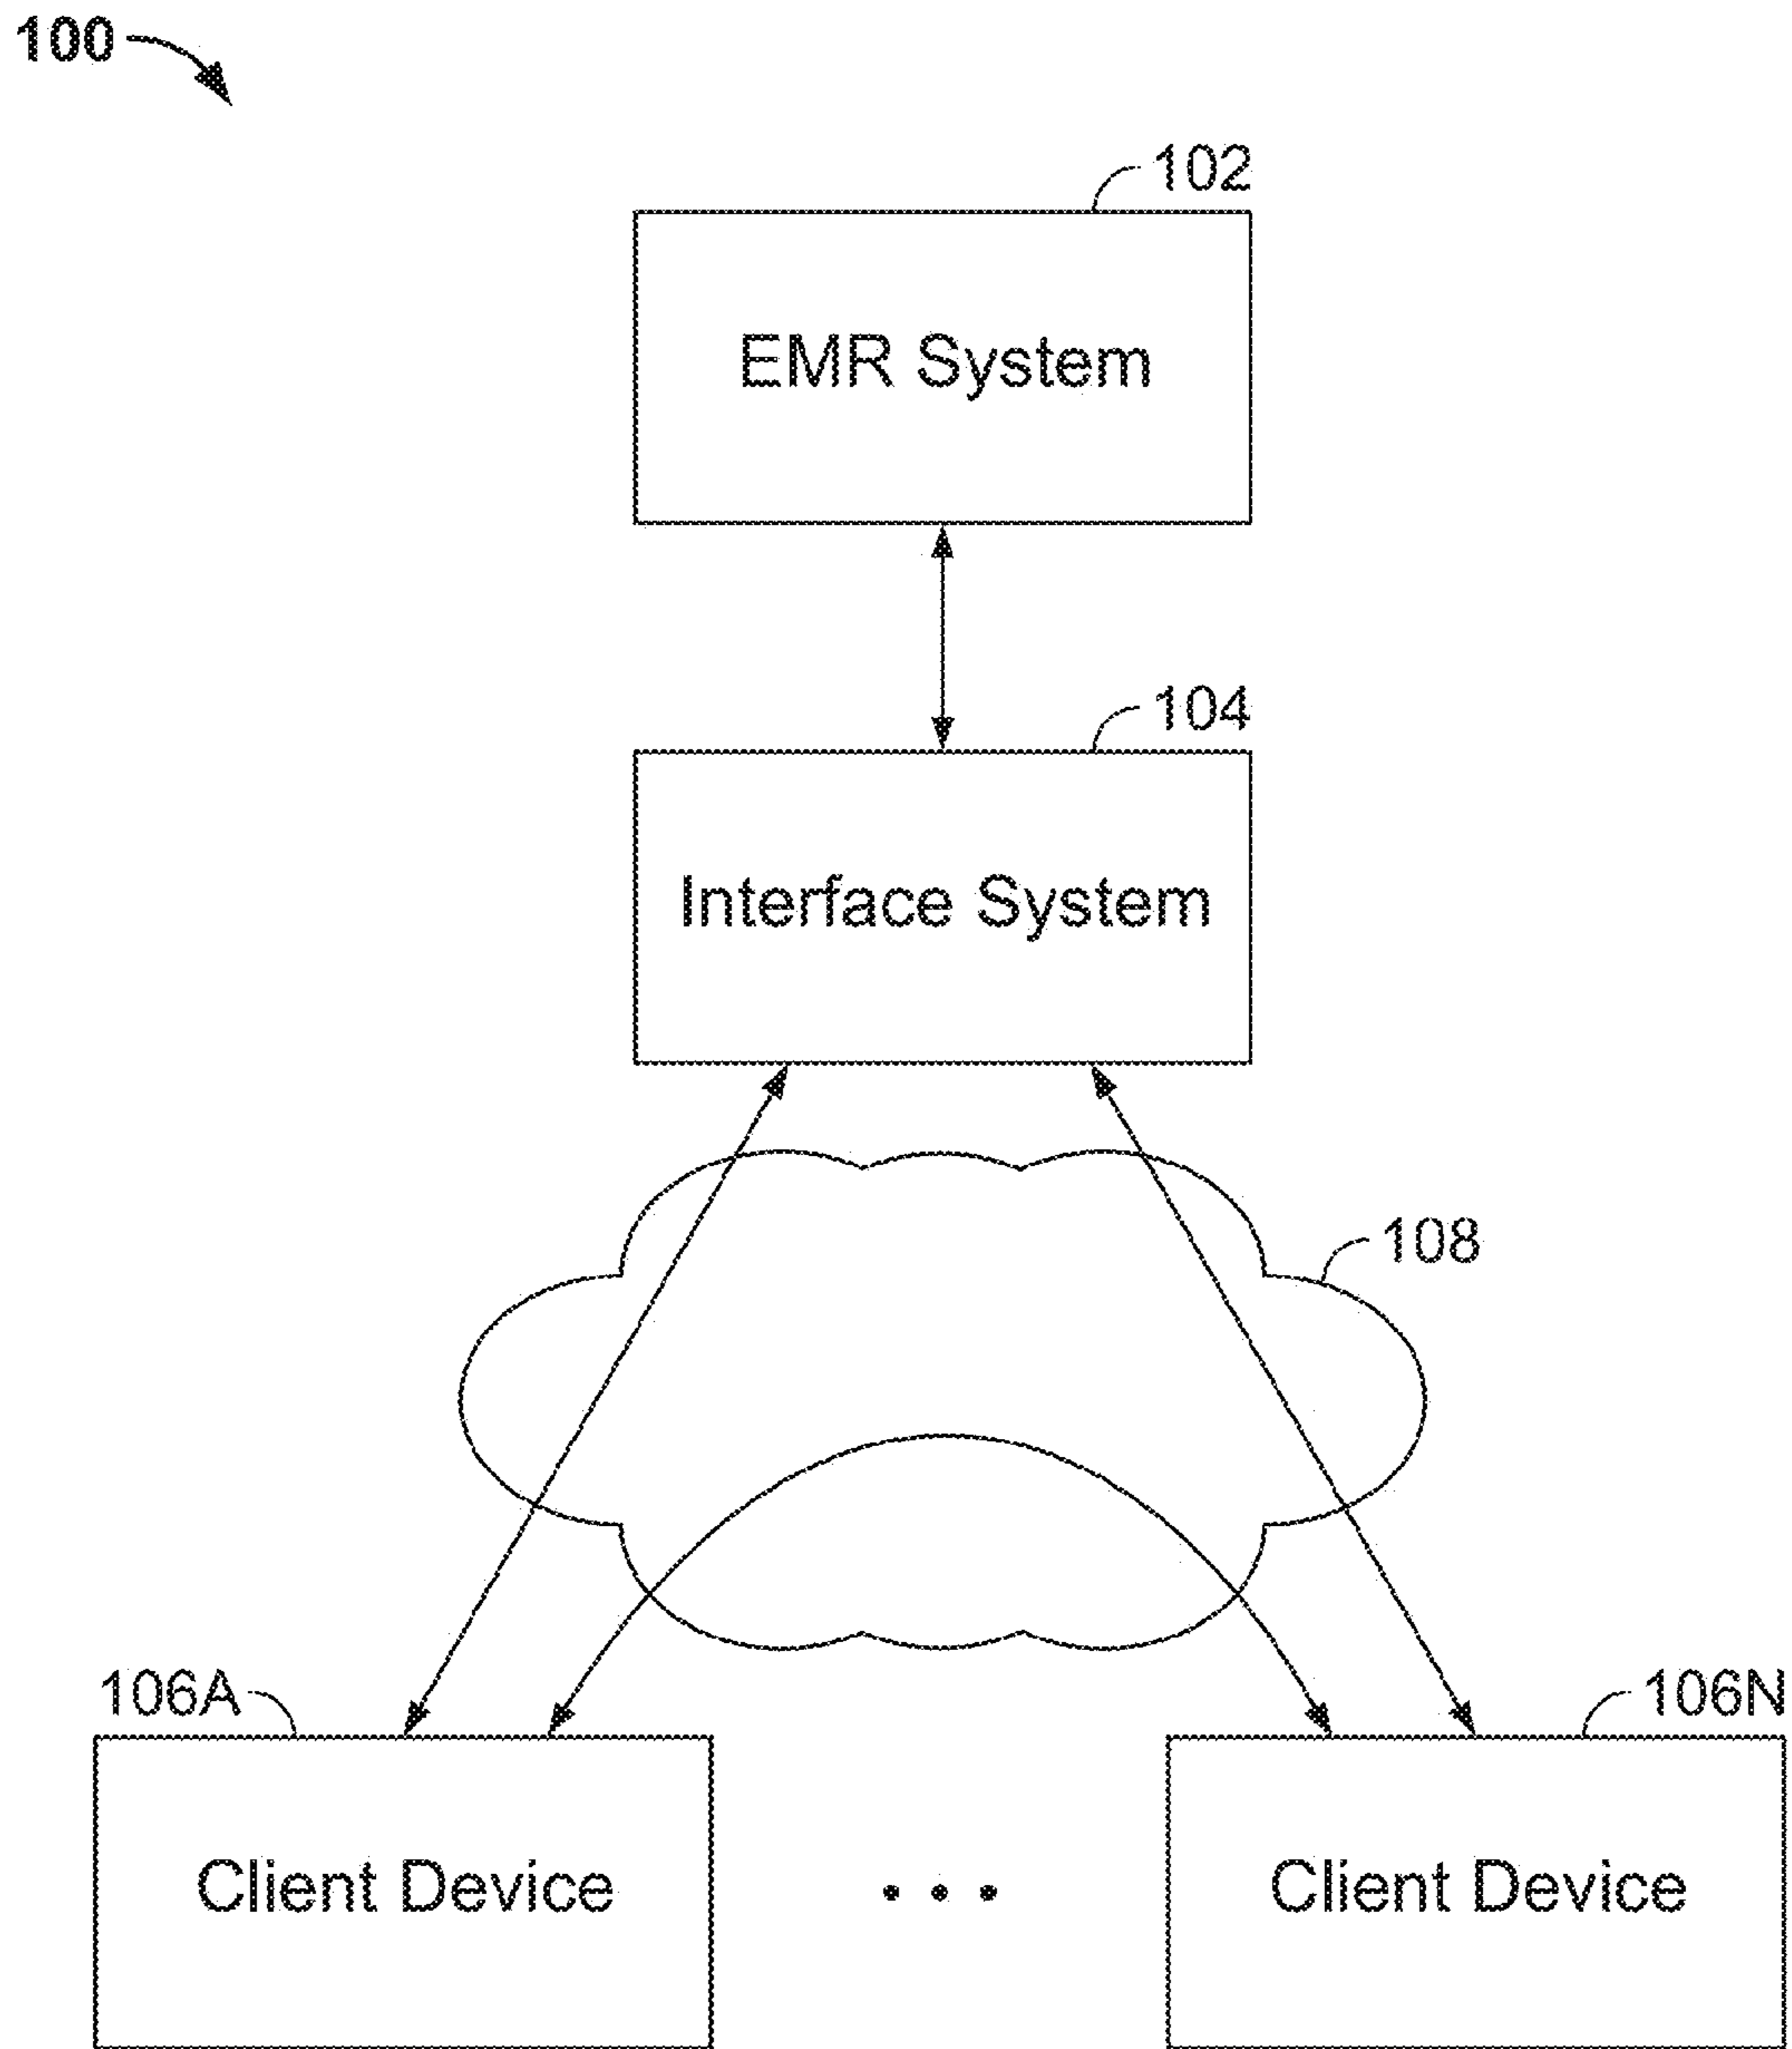 100
102
EMR System
104
Interface System
108
106A
106N
Client Device
...
Client Device